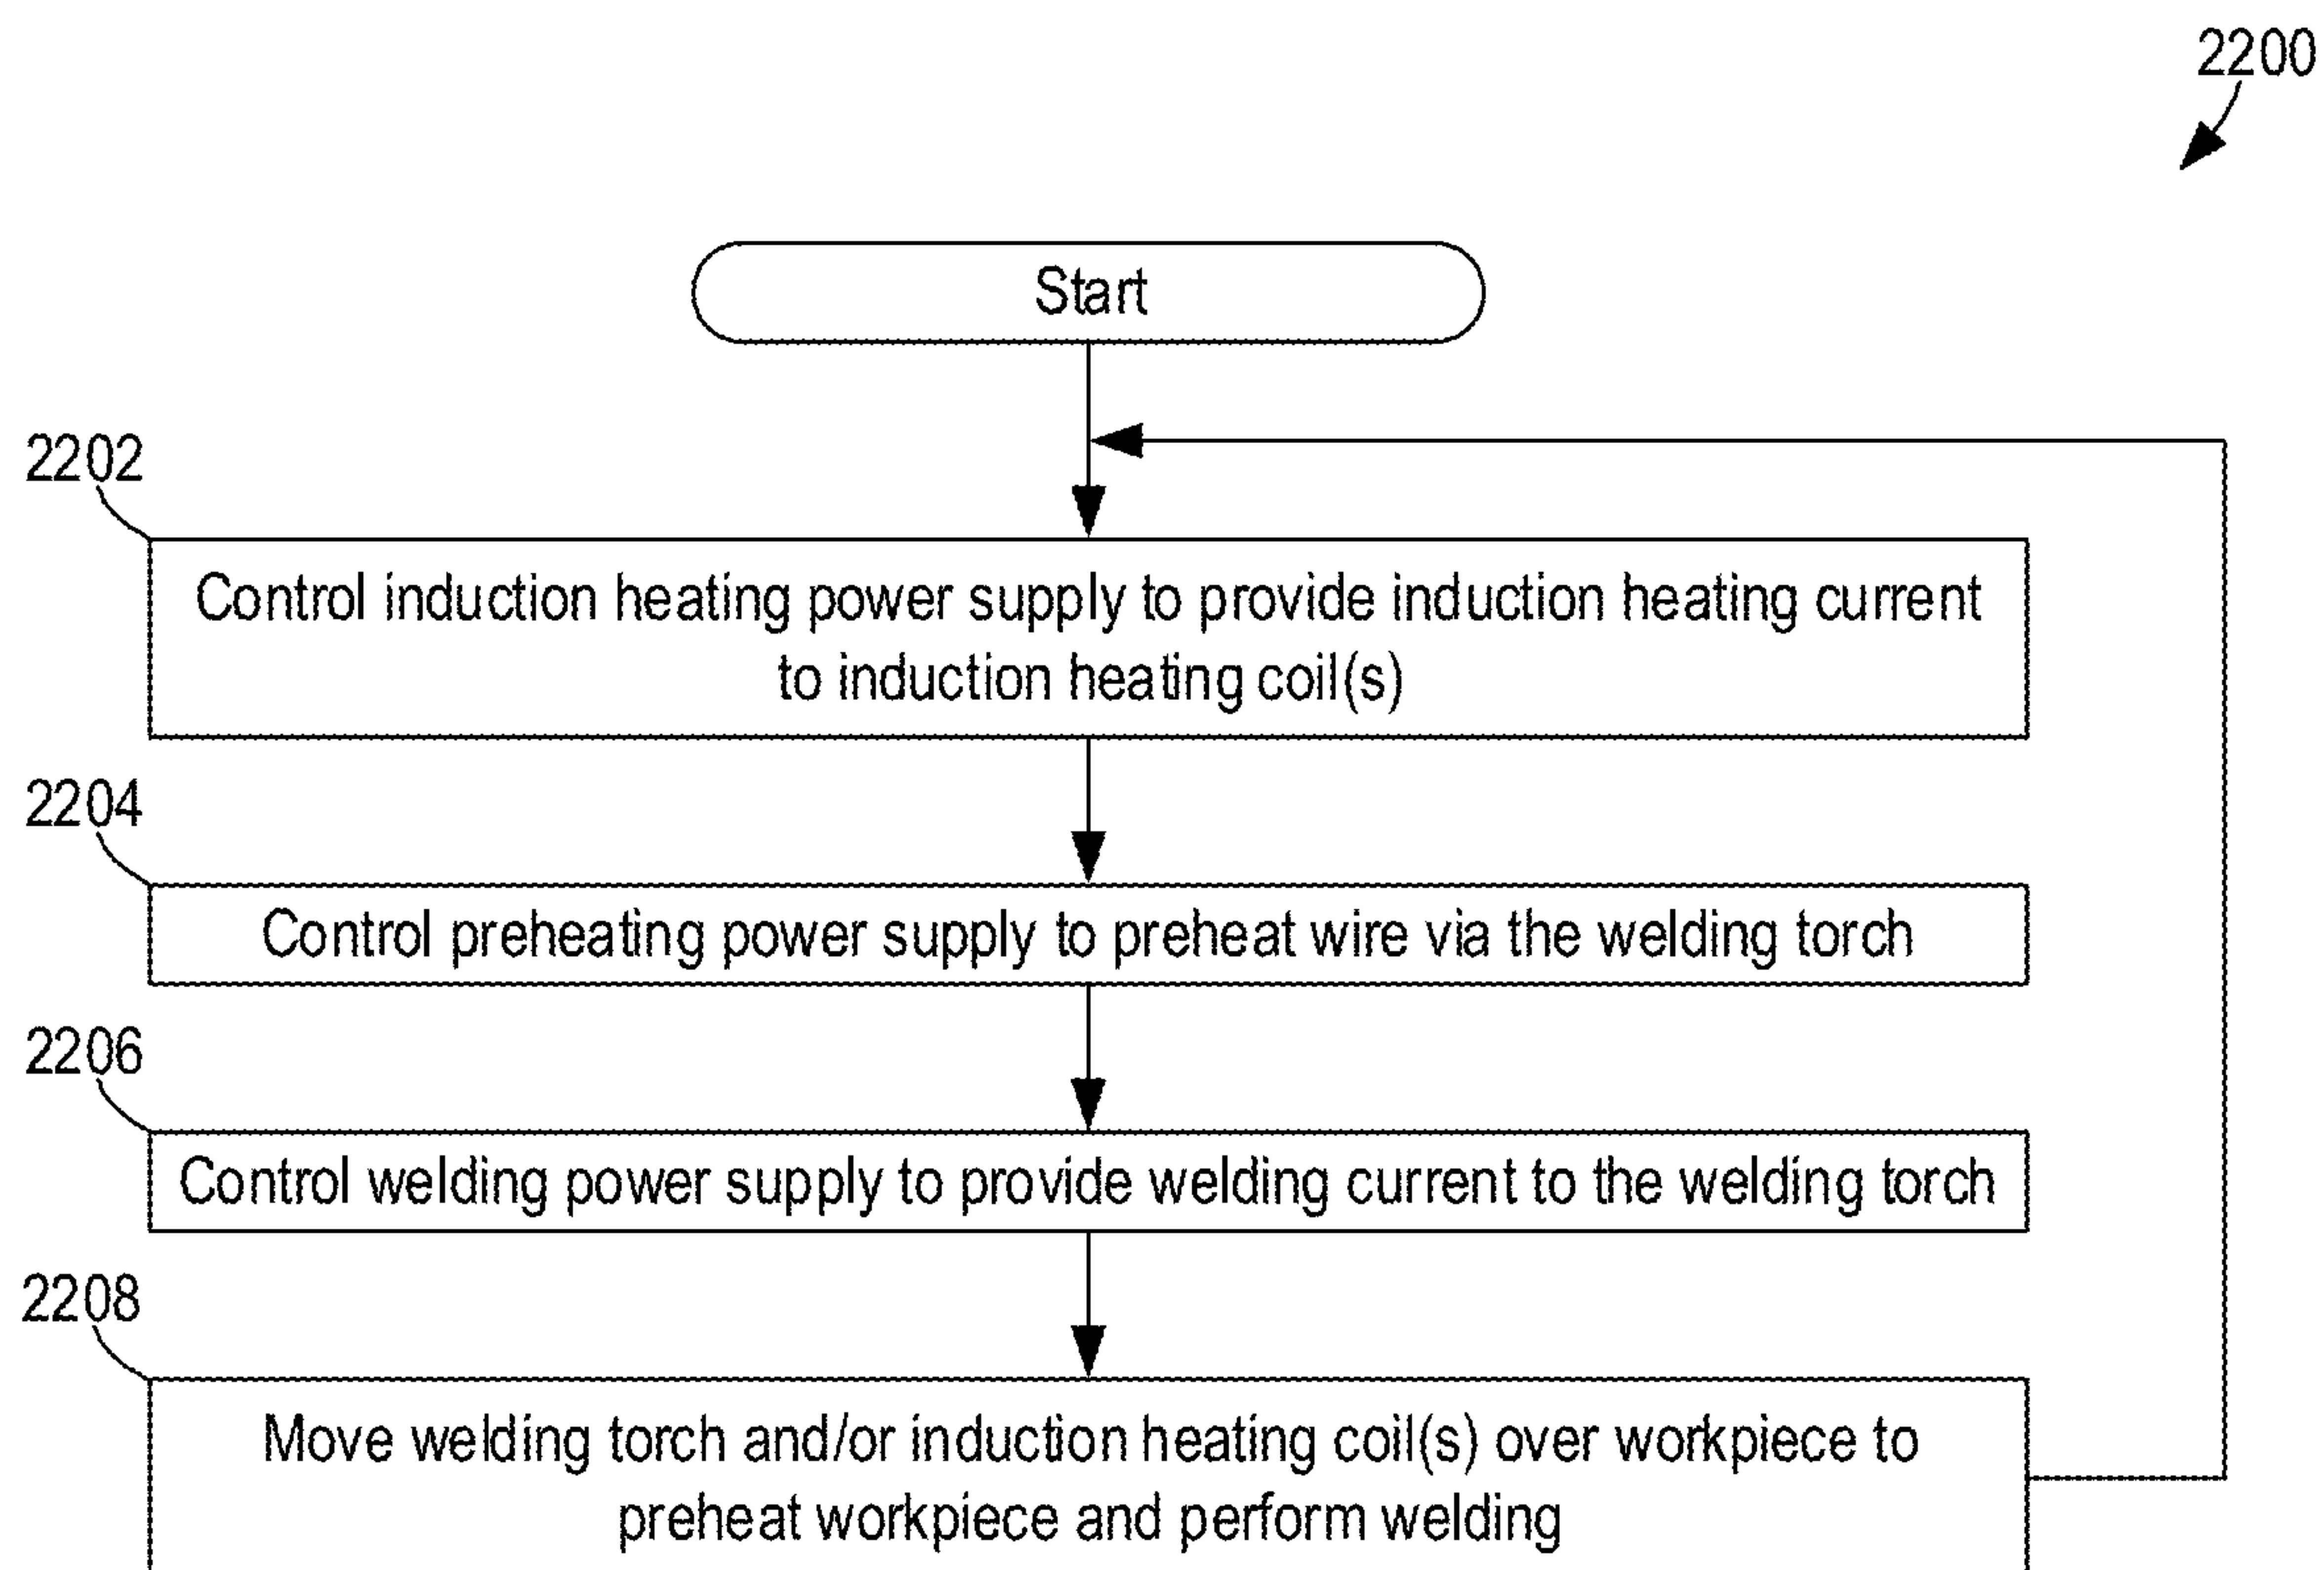 2200
Start
2202
Control induction heating power supply to provide induction heating current
to induction heating coil(s)
2204
Control preheating power supply to preheat wire via the welding torch
2206
Control welding power supply to provide welding current to the welding torch
2208
Move welding torch and/or induction heating coil(s) over workpiece to
preheat workpiece and perform welding